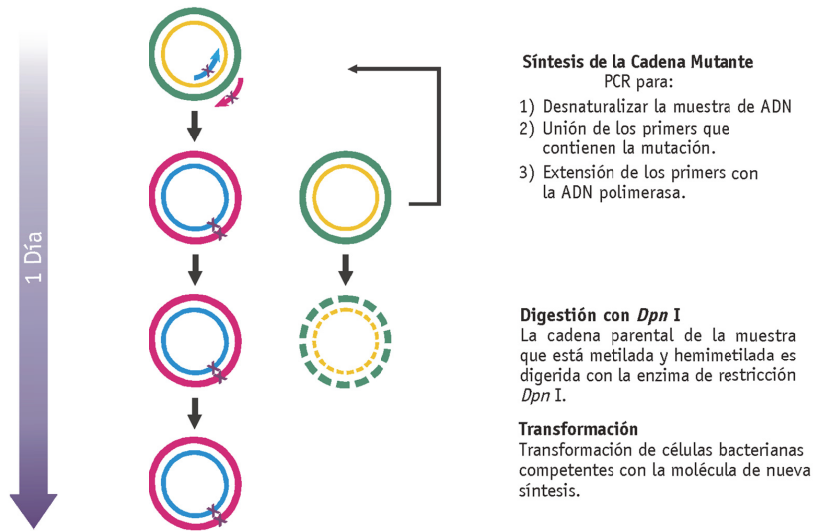 1 Día
Síntesis de la Cadena Mutante
PCR para:
1) Desnaturalizar la muestra de ADN
2) Unión de los primers que
contienen la mutación.
3) Extensión de los primers con
la ADN polimerasa.
Digestión con Dpn I
La cadena parental de la muestra
que está metilada y hemimetilada es
digerida con la enzima de restricción
Dpn I.
Transformación
Transformación de células bacterianas
competentes con la molécula de nueva
síntesis.